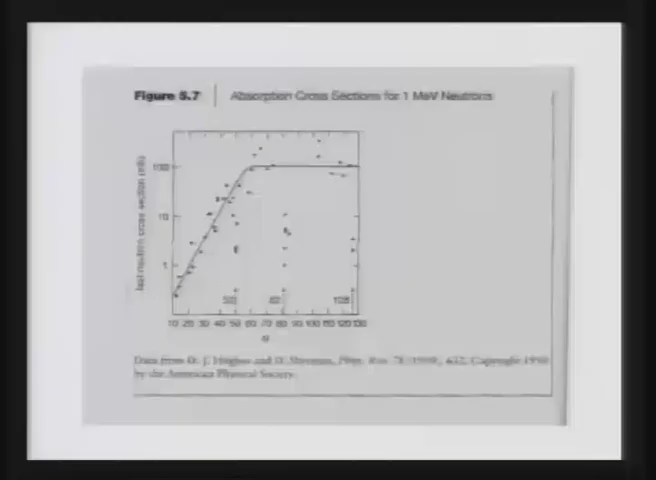 Figure 5.7 Absorption Cross Sections for 1 MeV Neutrons
fast neutron cross section (mb)
100
10
1
50 82 126
10 20 30 40 50 60 70 80 90 100 110 120 130
Data from D. J. Hughes and D. Sherman, Phys. Rev. 78 632, Copyright 1950
by the American Physical Society.